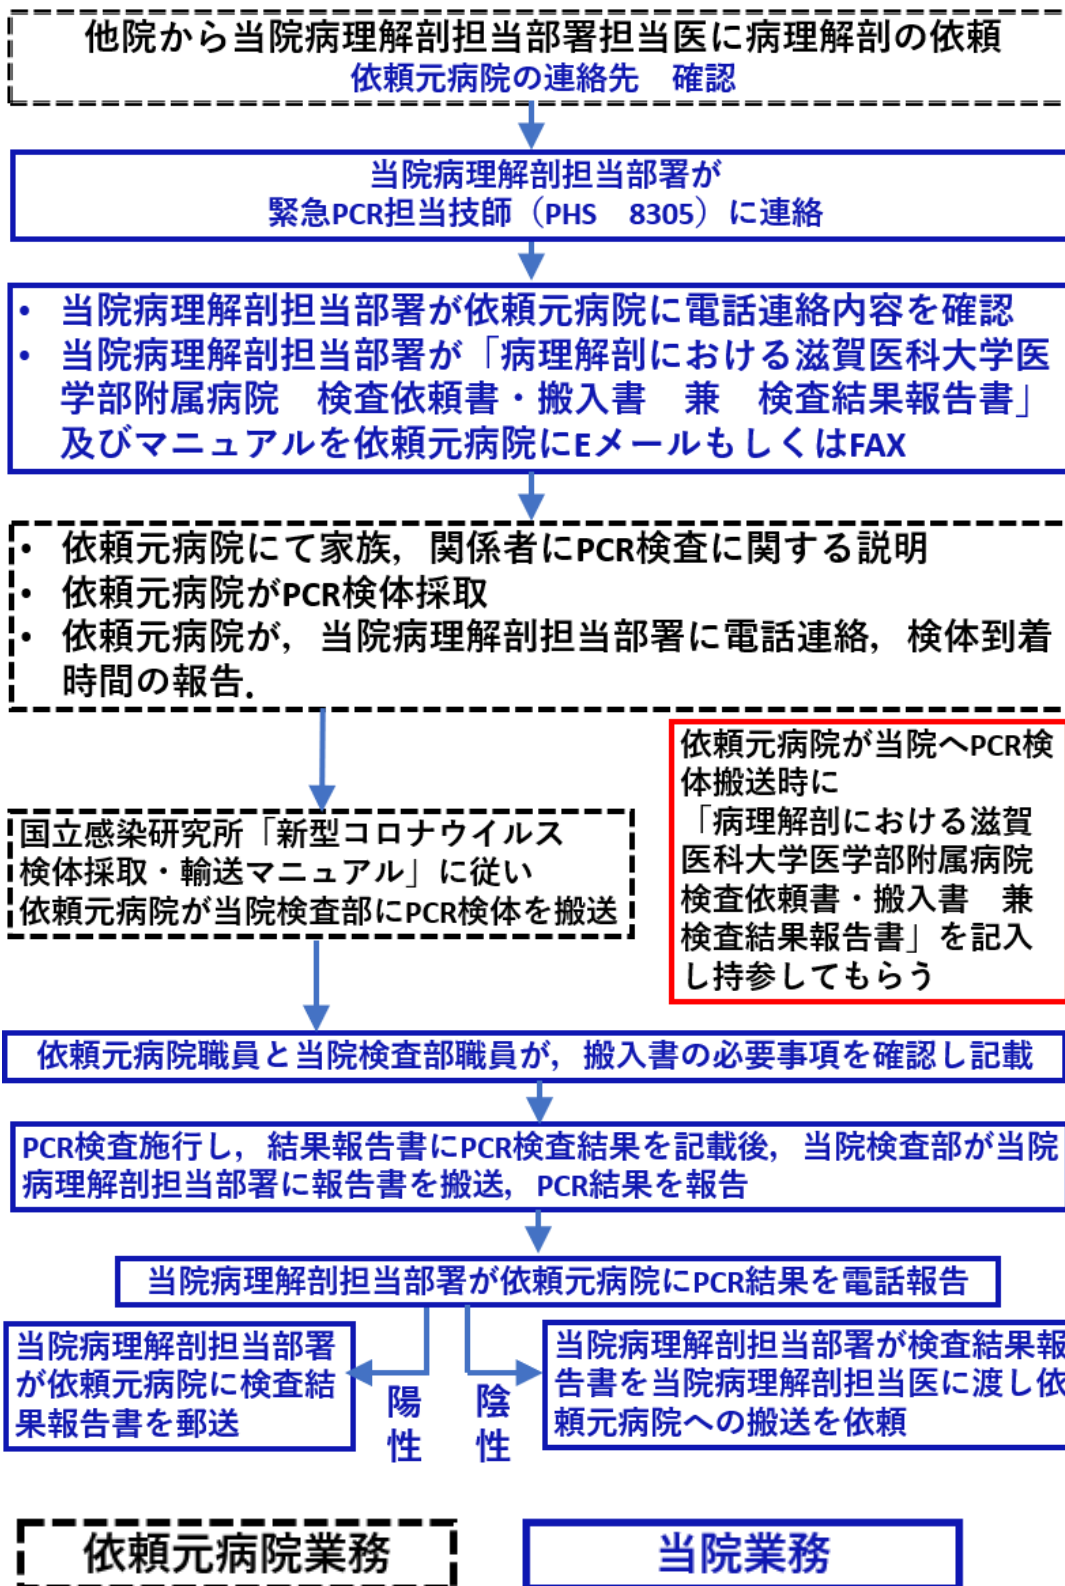 他院から当院病理解剖担当部署担当医に病理解剖の依頼
依頼元病院の連絡先　確認
当院病理解剖担当部署が
緊急PCR担当技師（PHS　8305）に連絡
• 当院病理解剖担当部署が依頼元病院に電話連絡内容を確認
• 当院病理解剖担当部署が「病理解剖における滋賀医科大学医
学部附属病院　検査依頼書・搬入書　兼　検査結果報告書」
及びマニュアルを依頼元病院にEメールもしくはFAX
• 依頼元病院にて家族，関係者にPCR検査に関する説明
• 依頼元病院がPCR検体採取
• 依頼元病院が，当院病理解剖担当部署に電話連絡，検体到着
時間の報告．
依頼元病院が当院へPCR検
体搬送時に
「病理解剖における滋賀
医科大学医学部附属病院
検査依頼書・搬入書　兼
検査結果報告書」を記入
し持参してもらう
国立感染研究所「新型コロナウイルス
検体採取・輸送マニュアル」に従い
依頼元病院が当院検査部にPCR検体を搬送
依頼元病院職員と当院検査部職員が，搬入書の必要事項を確認し記載
PCR検査施行し，結果報告書にPCR検査結果を記載後，当院検査部が当院
病理解剖担当部署に報告書を搬送，PCR結果を報告
当院病理解剖担当部署が依頼元病院にPCR結果を電話報告
当院病理解剖担当部署
が依頼元病院に検査結
果報告書を郵送
陽性
陰性
当院病理解剖担当部署が検査結果報
告書を当院病理解剖担当医に渡し依
頼元病院への搬送を依頼
依頼元病院業務
当院業務